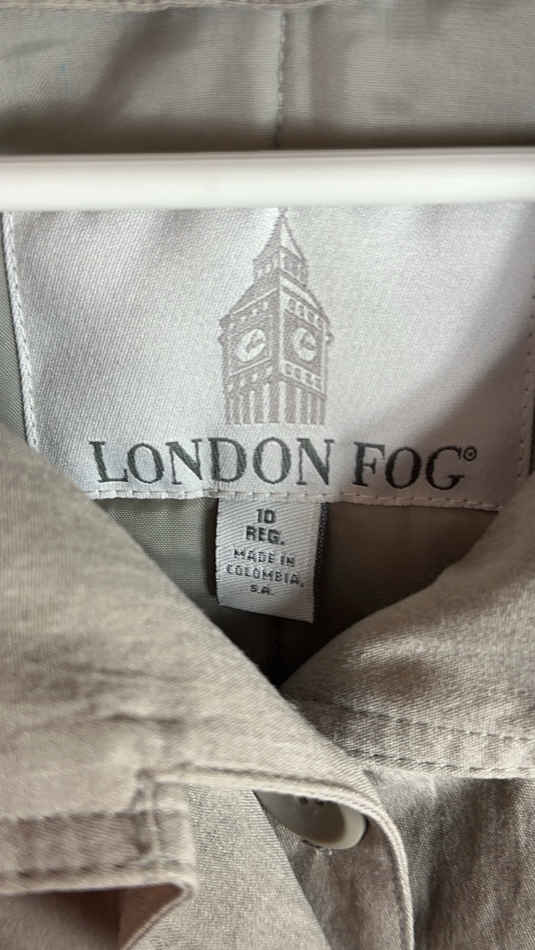 LONDON FOG®
10
REG.
MADE IN
COLOMBIA,
S.A.